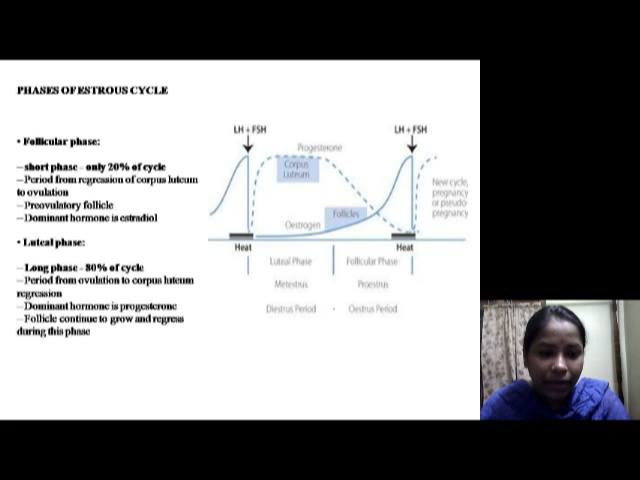 PHASES OF ESTROUS CYCLE
• Follicular phase:
– short phase - only 20% of cycle
– Period from regression of corpus luteum
to ovulation
– Preovulatory follicle
– Dominant hormone is estradiol
• Luteal phase:
– Long phase - 80% of cycle
– Period from ovulation to corpus luteum
regression
– Dominant hormone is progesterone
– Follicle continue to grow and regress
during this phase
LH + FSH
LH + FSH
Progesterone
Corpus
Luteum
New cycle,
pregnancy
or pseudo-
pregnancy
Follicles
Oestrogen
Heat
Heat
Luteal Phase
Follicular Phase
Metestrus
Proestrus
Diestrus Period
Oestrus Period